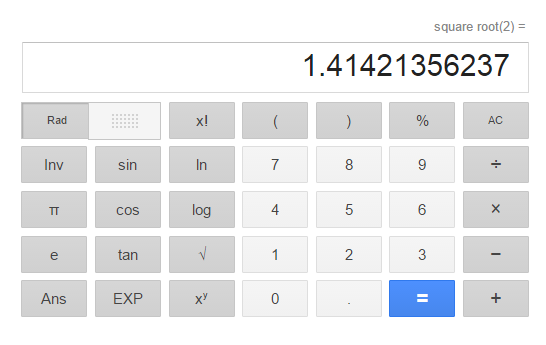 square root(2) =
1.41421356237
Rad x! ( ) % AC
Inv sin ln 7 8 9 ÷
π cos log 4 5 6 ×
e tan √ 1 2 3 −
Ans EXP xʸ 0 . = +